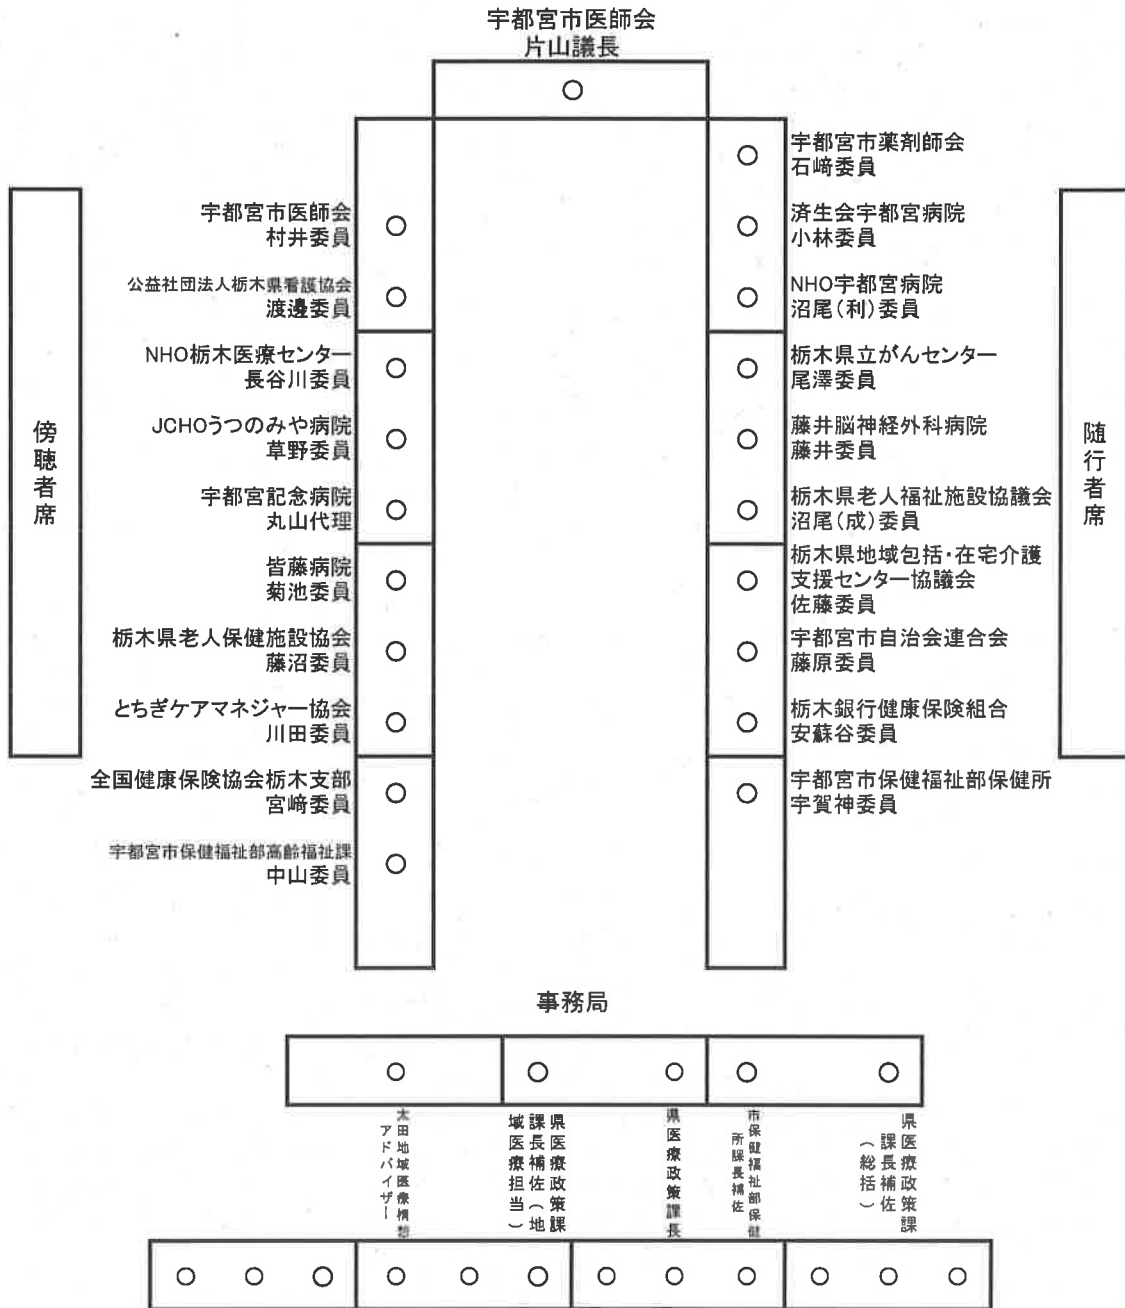 宇都宮市医師会
片山議長
宇都宮市医師会
村井委員
公益社団法人栃木県看護協会
渡邊委員
NHO栃木医療センター
長谷川委員
JCHOうつのみや病院
草野委員
宇都宮記念病院
丸山代理
皆藤病院
菊池委員
栃木県老人保健施設協会
藤沼委員
とちぎケアマネジャー協会
川田委員
全国健康保険協会栃木支部
宮﨑委員
宇都宮市保健福祉部高齢福祉課
中山委員
宇都宮市薬剤師会
石﨑委員
済生会宇都宮病院
小林委員
NHO宇都宮病院
沼尾(利)委員
栃木県立がんセンター
尾澤委員
藤井脳神経外科病院
藤井委員
栃木県老人福祉施設協議会
沼尾(成)委員
栃木県地域包括・在宅介護
支援センター協議会
佐藤委員
宇都宮市自治会連合会
藤原委員
栃木銀行健康保険組合
安蘇谷委員
宇都宮市保健福祉部保健所
宇賀神委員
傍聴者席
随行者席
事務局
太田地域医療構想
アドバイザー
県医療政策課
課長補佐(地
域医療担当)
県医療政策課長
市保健福祉部保健
所課長補佐
県医療政策課
課長補佐
(総括)